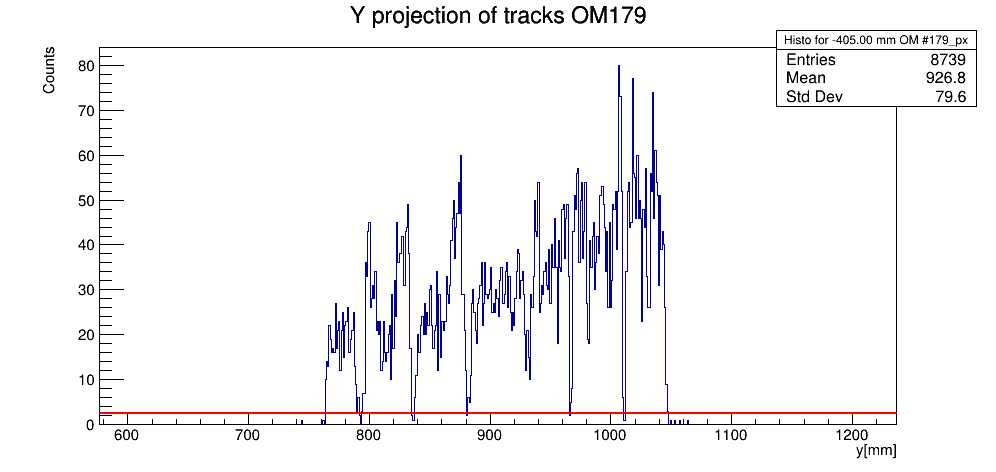 Y projection of tracks OM179
Histo for -405.00 mm OM #179_px
Entries 8739
Mean 926.8
Std Dev 79.6
Counts
80
70
60
50
40
30
20
10
0
600 700 800 900 1000 1100 1200
y[mm]